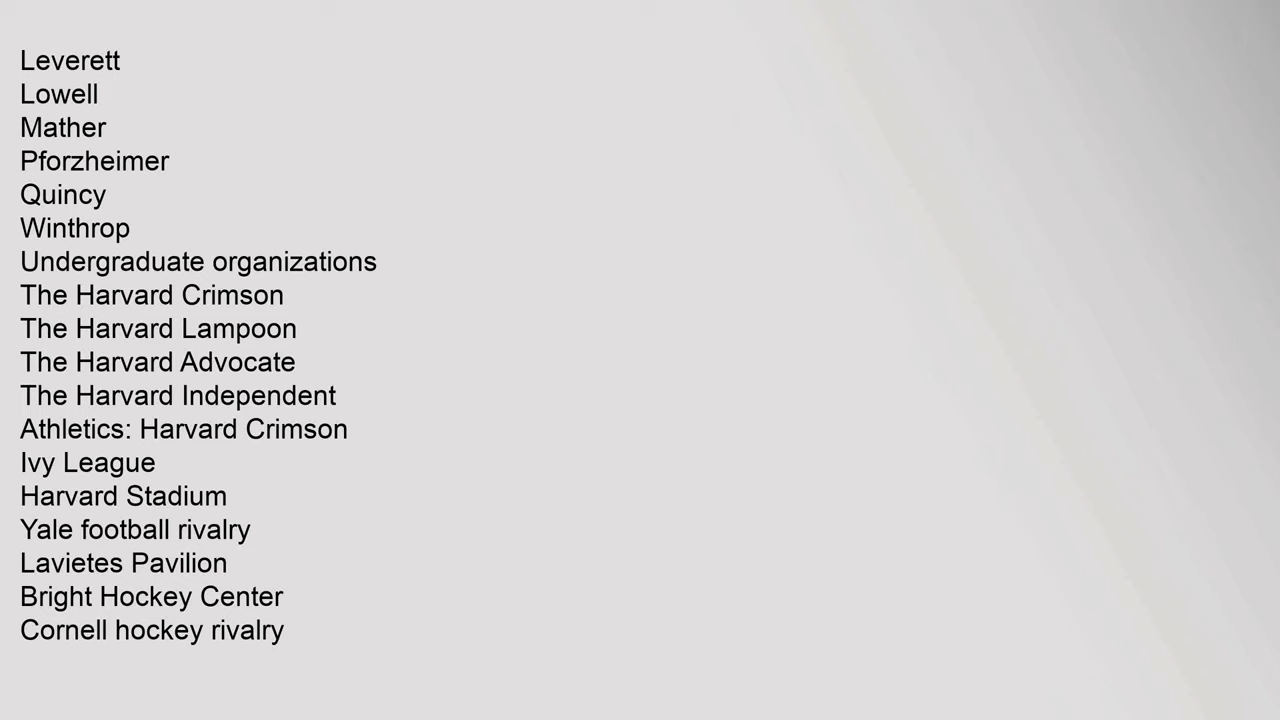 Leverett
Lowell
Mather
Pforzheimer
Quincy
Winthrop
Undergraduate organizations
The Harvard Crimson
The Harvard Lampoon
The Harvard Advocate
The Harvard Independent
Athletics: Harvard Crimson
Ivy League
Harvard Stadium
Yale football rivalry
Lavietes Pavilion
Bright Hockey Center
Cornell hockey rivalry